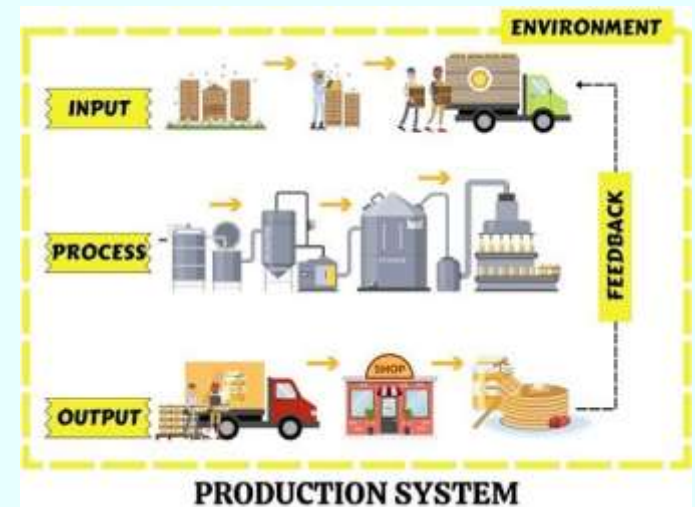 ENVIRONMENT
INPUT
PROCESS
FEEDBACK
SHOP
OUTPUT
PRODUCTION SYSTEM